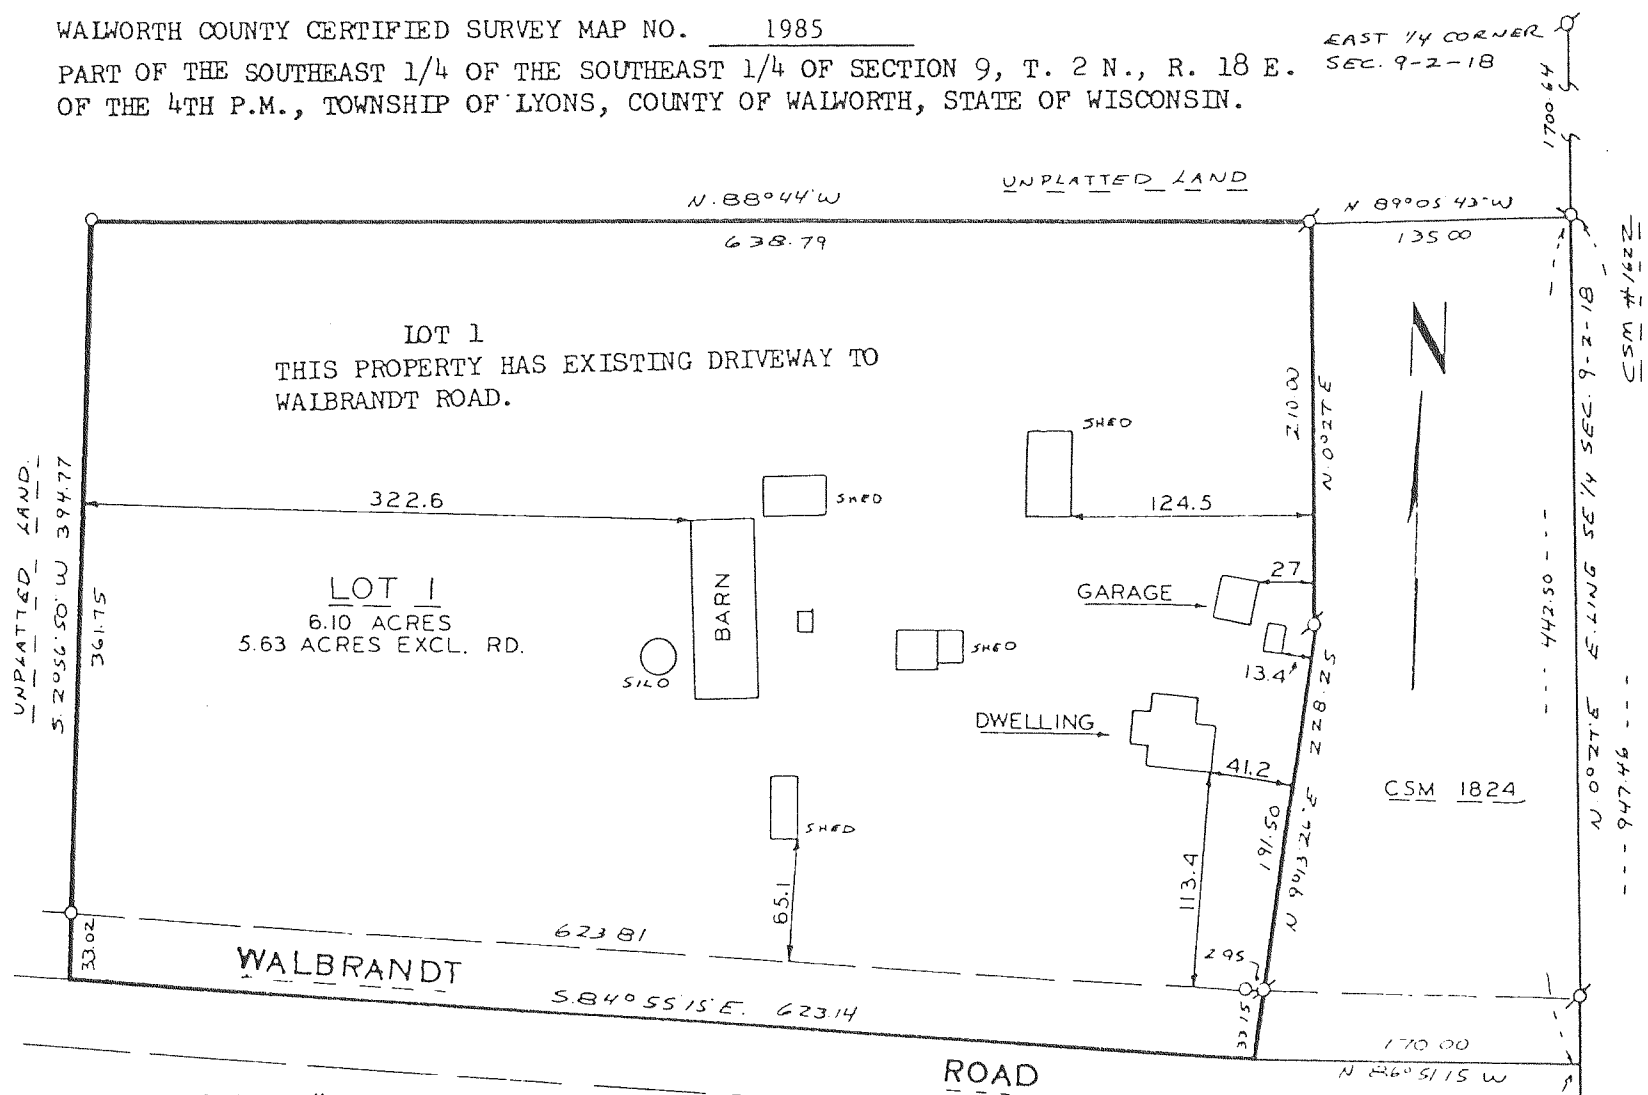 WALWORTH COUNTY CERTIFIED SURVEY MAP NO. 1985
PART OF THE SOUTHEAST 1/4 OF THE SOUTHEAST 1/4 OF SECTION 9, T. 2 N., R. 18 E.
OF THE 4TH P.M., TOWNSHIP OF LYONS, COUNTY OF WALWORTH, STATE OF WISCONSIN.
EAST 1/4 CORNER
SEC. 9-2-18
1700.64
UNPLATTED LAND
N. 88°44' W
638.79
N 89°05'43" W
135.00
CSM #1622
LOT 1
THIS PROPERTY HAS EXISTING DRIVEWAY TO
WALBRANDT ROAD.
N
210.00
N. 0°27' E
SHED
SHED
322.6
124.5
UNPLATTED LAND.
S. 2°56'50" W 394.77
361.75
LOT 1
6.10 ACRES
5.63 ACRES EXCL. RD.
BARN
SILO
SHED
GARAGE
27
13.4
DWELLING
41.2
228.25
191.50
N 9°13'26" E
CSM 1824
442.50
N. 0°27' E E. LINE SE 1/4 SEC. 9-2-18
947.46
SHED
65.1
113.4
33.02
623.81
2.95
WALBRANDT
S. 84°55'15" E. 623.14
33.15
170.00
N 86°51'15 W
ROAD